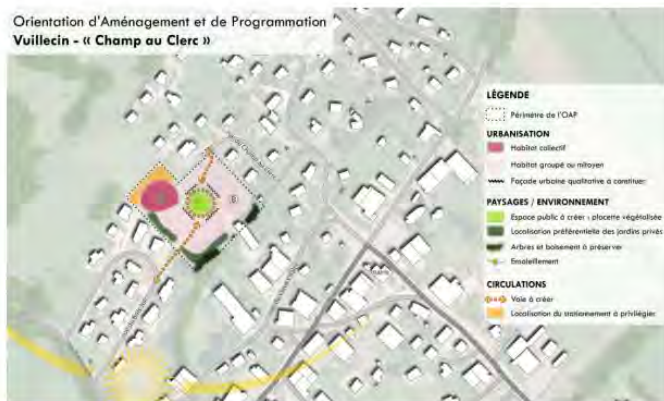 Orientation d'Aménagement et de Programmation
Vuillecin - « Champ au Clerc »
LÉGENDE
Périmètre de l'OAP
URBANISATION
Habitat collectif
Habitat groupé ou mitoyen
Façade urbaine qualitative à constituer
PAYSAGES / ENVIRONNEMENT
Espace public à créer : placette végétalisée
Localisation préférentielle des jardins privés
Arbres et boisement à préserver
Ensoleillement
CIRCULATIONS
Voie à créer
Localisation du stationnement à privilégier